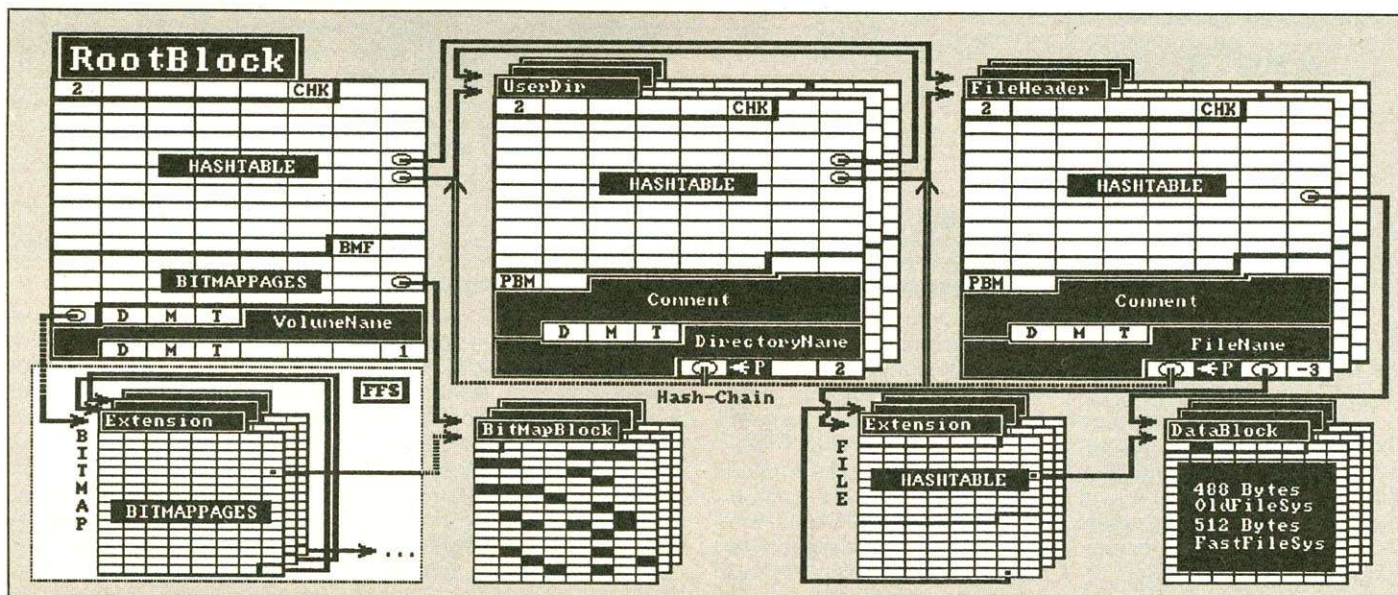 RootBlock
2 CHK
HASHTABLE
BMF
BITMAPPAGES
D M T VolumeName
D M T 1
UserDir
2 CHK
HASHTABLE
PBM
Comment
D M T
DirectoryName
P 2
FileHeader
2 CHK
HASHTABLE
PBM
Comment
D M T
FileName
P -3
Hash-Chain
FFS
BITMAP
Extension
BITMAPPAGES
...
BitMapBlock
FILE
Extension
HASHTABLE
DataBlock
488 Bytes
OldFileSys
512 Bytes
FastFileSys